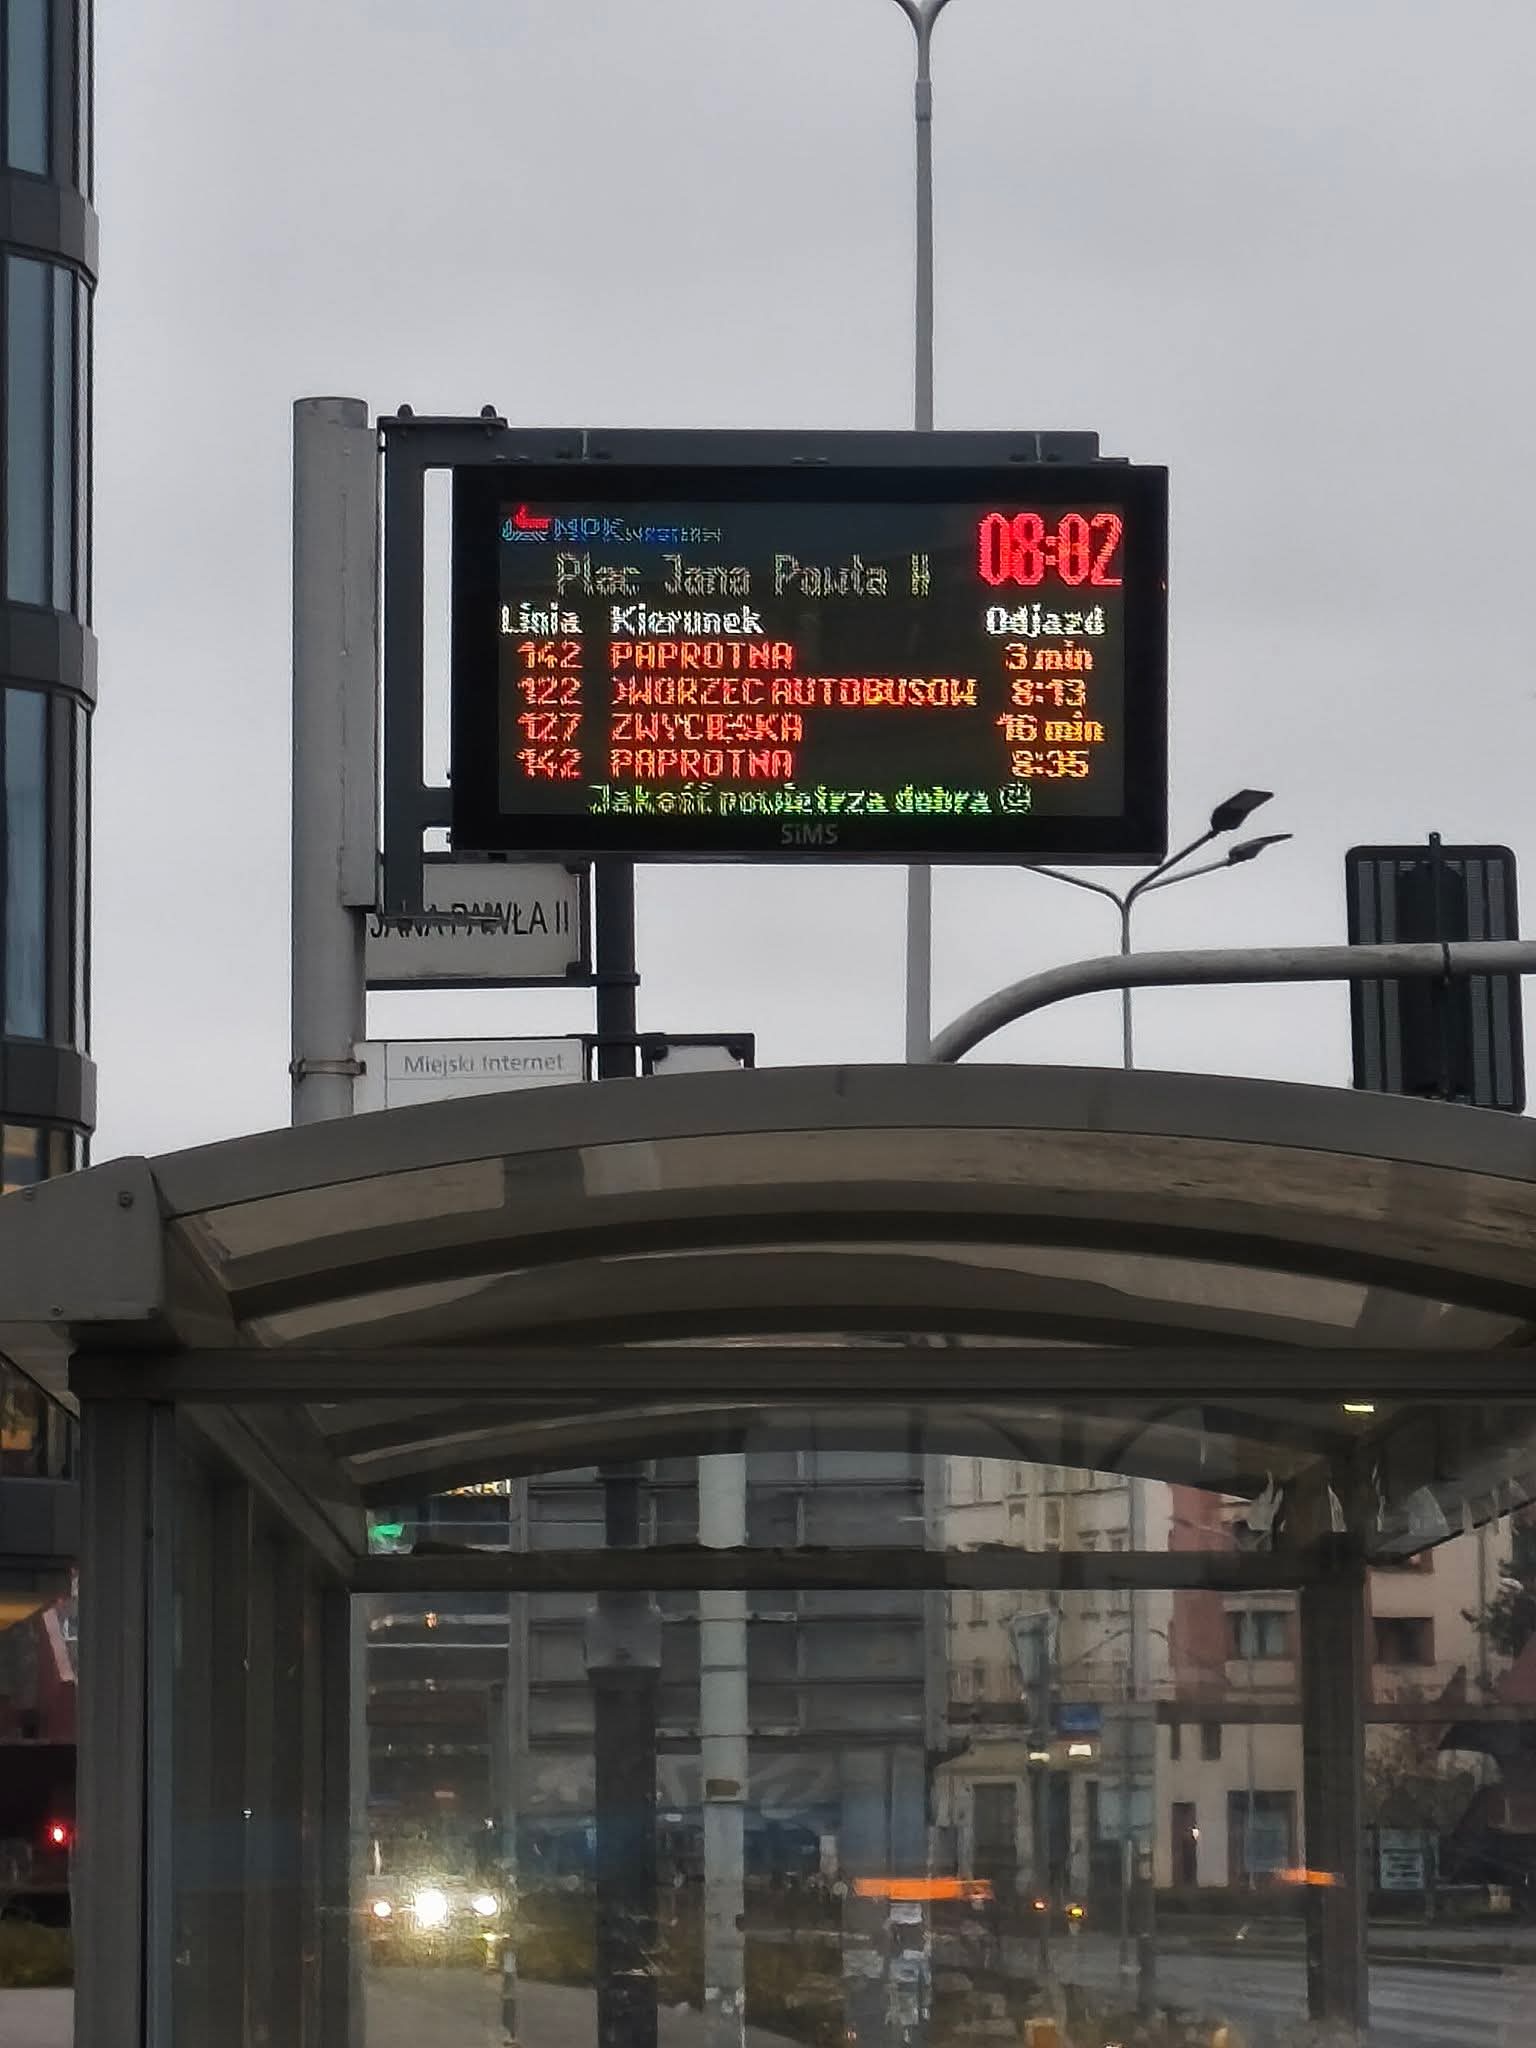 MPK
08:02
Plac Jana Pawła II
Linia Kierunek Odjazd
142 PAPROTNA 3 min
122 DWORZEC AUTOBUSOW 8:13
127 ZWYCIĘSKA 16 min
142 PAPROTNA 8:35
Jakość powietrza dobra ☺
SiMS
JANA PAWŁA II
Miejski Internet